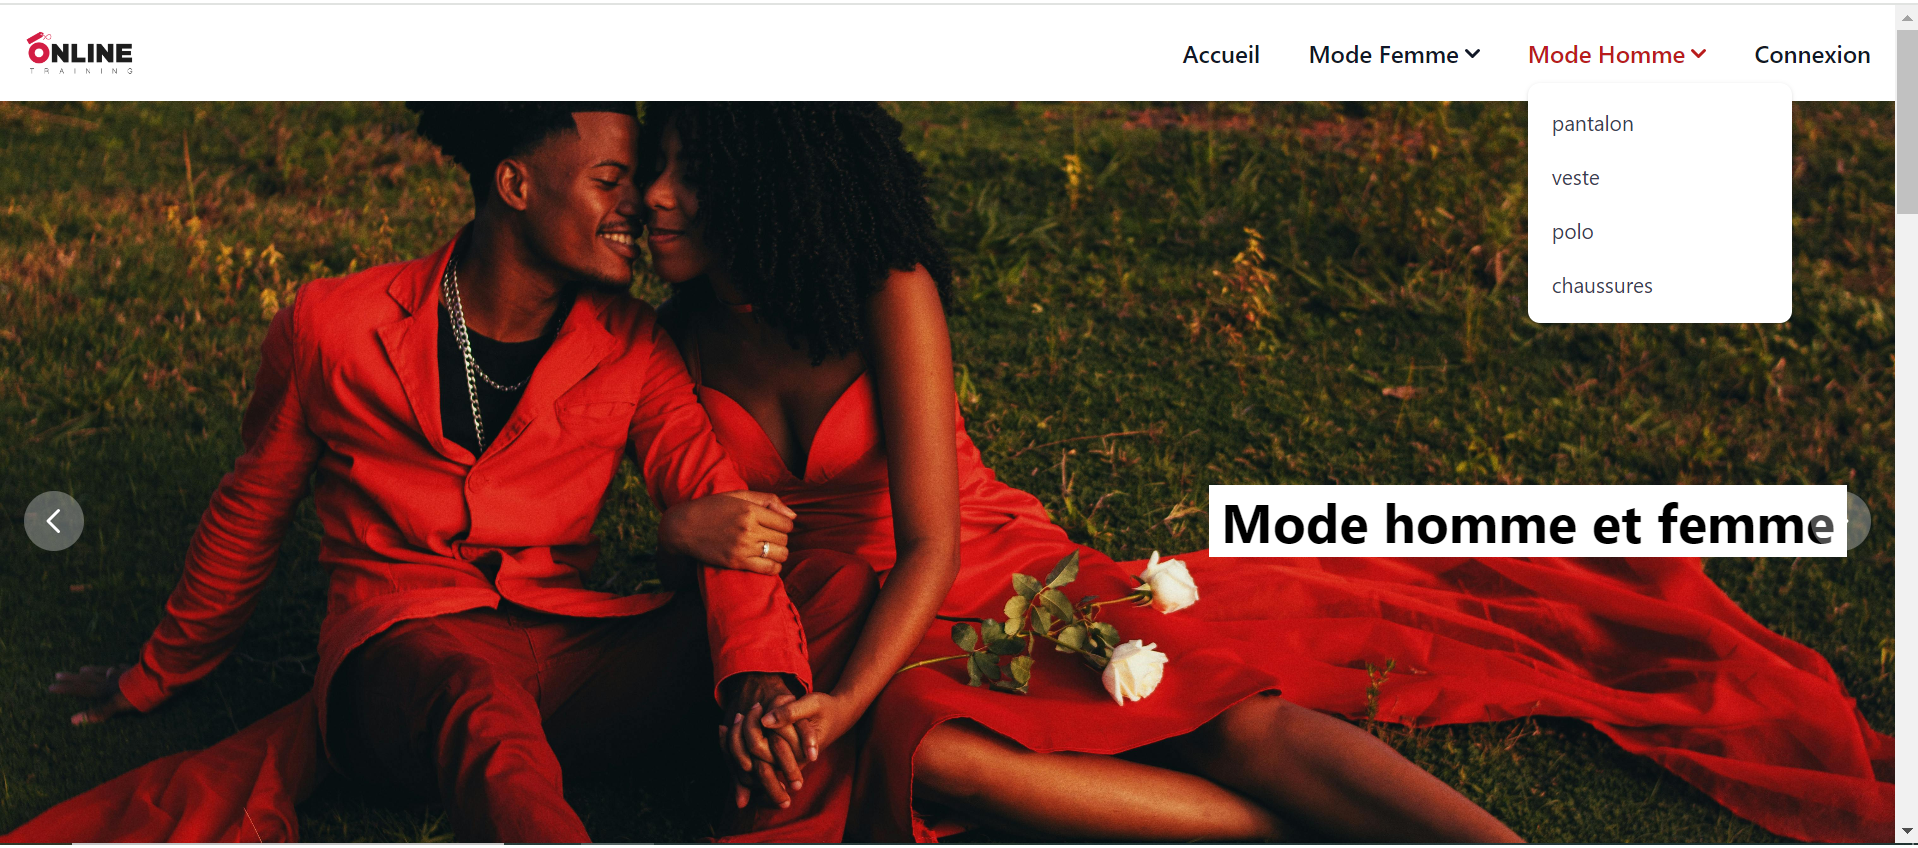 ONLINE
TRAINING
Accueil
Mode Femme
Mode Homme
Connexion
pantalon
veste
polo
chaussures
Mode homme et femme